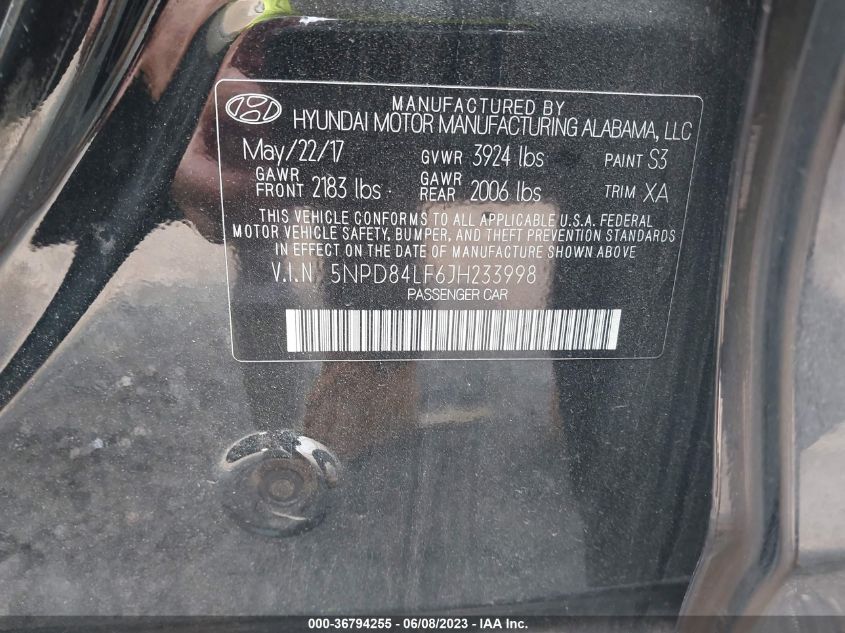 MANUFACTURED BY
HYUNDAI MOTOR MANUFACTURING ALABAMA, LLC
May/22/17 GVWR 3924 lbs PAINT S3
GAWR FRONT 2183 lbs GAWR REAR 2006 lbs TRIM XA
THIS VEHICLE CONFORMS TO ALL APPLICABLE U.S.A. FEDERAL
MOTOR VEHICLE SAFETY, BUMPER, AND THEFT PREVENTION STANDARDS
IN EFFECT ON THE DATE OF MANUFACTURE SHOWN ABOVE
V.I.N 5NPD84LF6JH233998
PASSENGER CAR
000-36794255 - 06/08/2023 - IAA Inc.